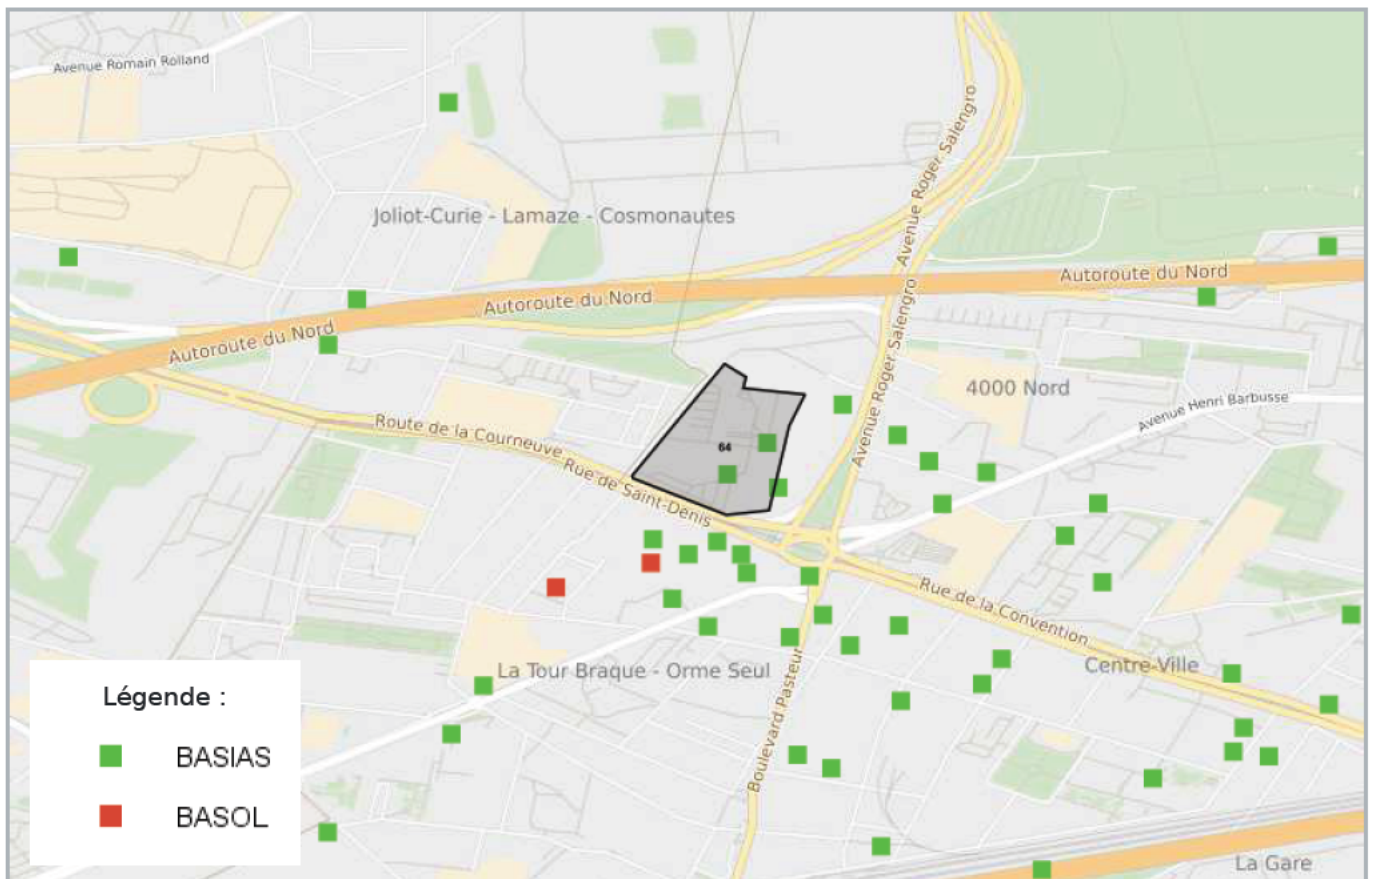 Avenue Romain Rolland
Avenue Roger Salengro
Joliot-Curie - Lamaze - Cosmonautes
Autoroute du Nord
Autoroute du Nord
Autoroute du Nord
Avenue Roger Salengro
4000 Nord
Avenue Henri Barbusse
Route de la Courneuve
64
Rue de Saint-Denis
Rue de la Convention
La Tour Braque - Orme Seul
Centre-Ville
Boulevard Pasteur
Légende :
BASIAS
BASOL
La Gare